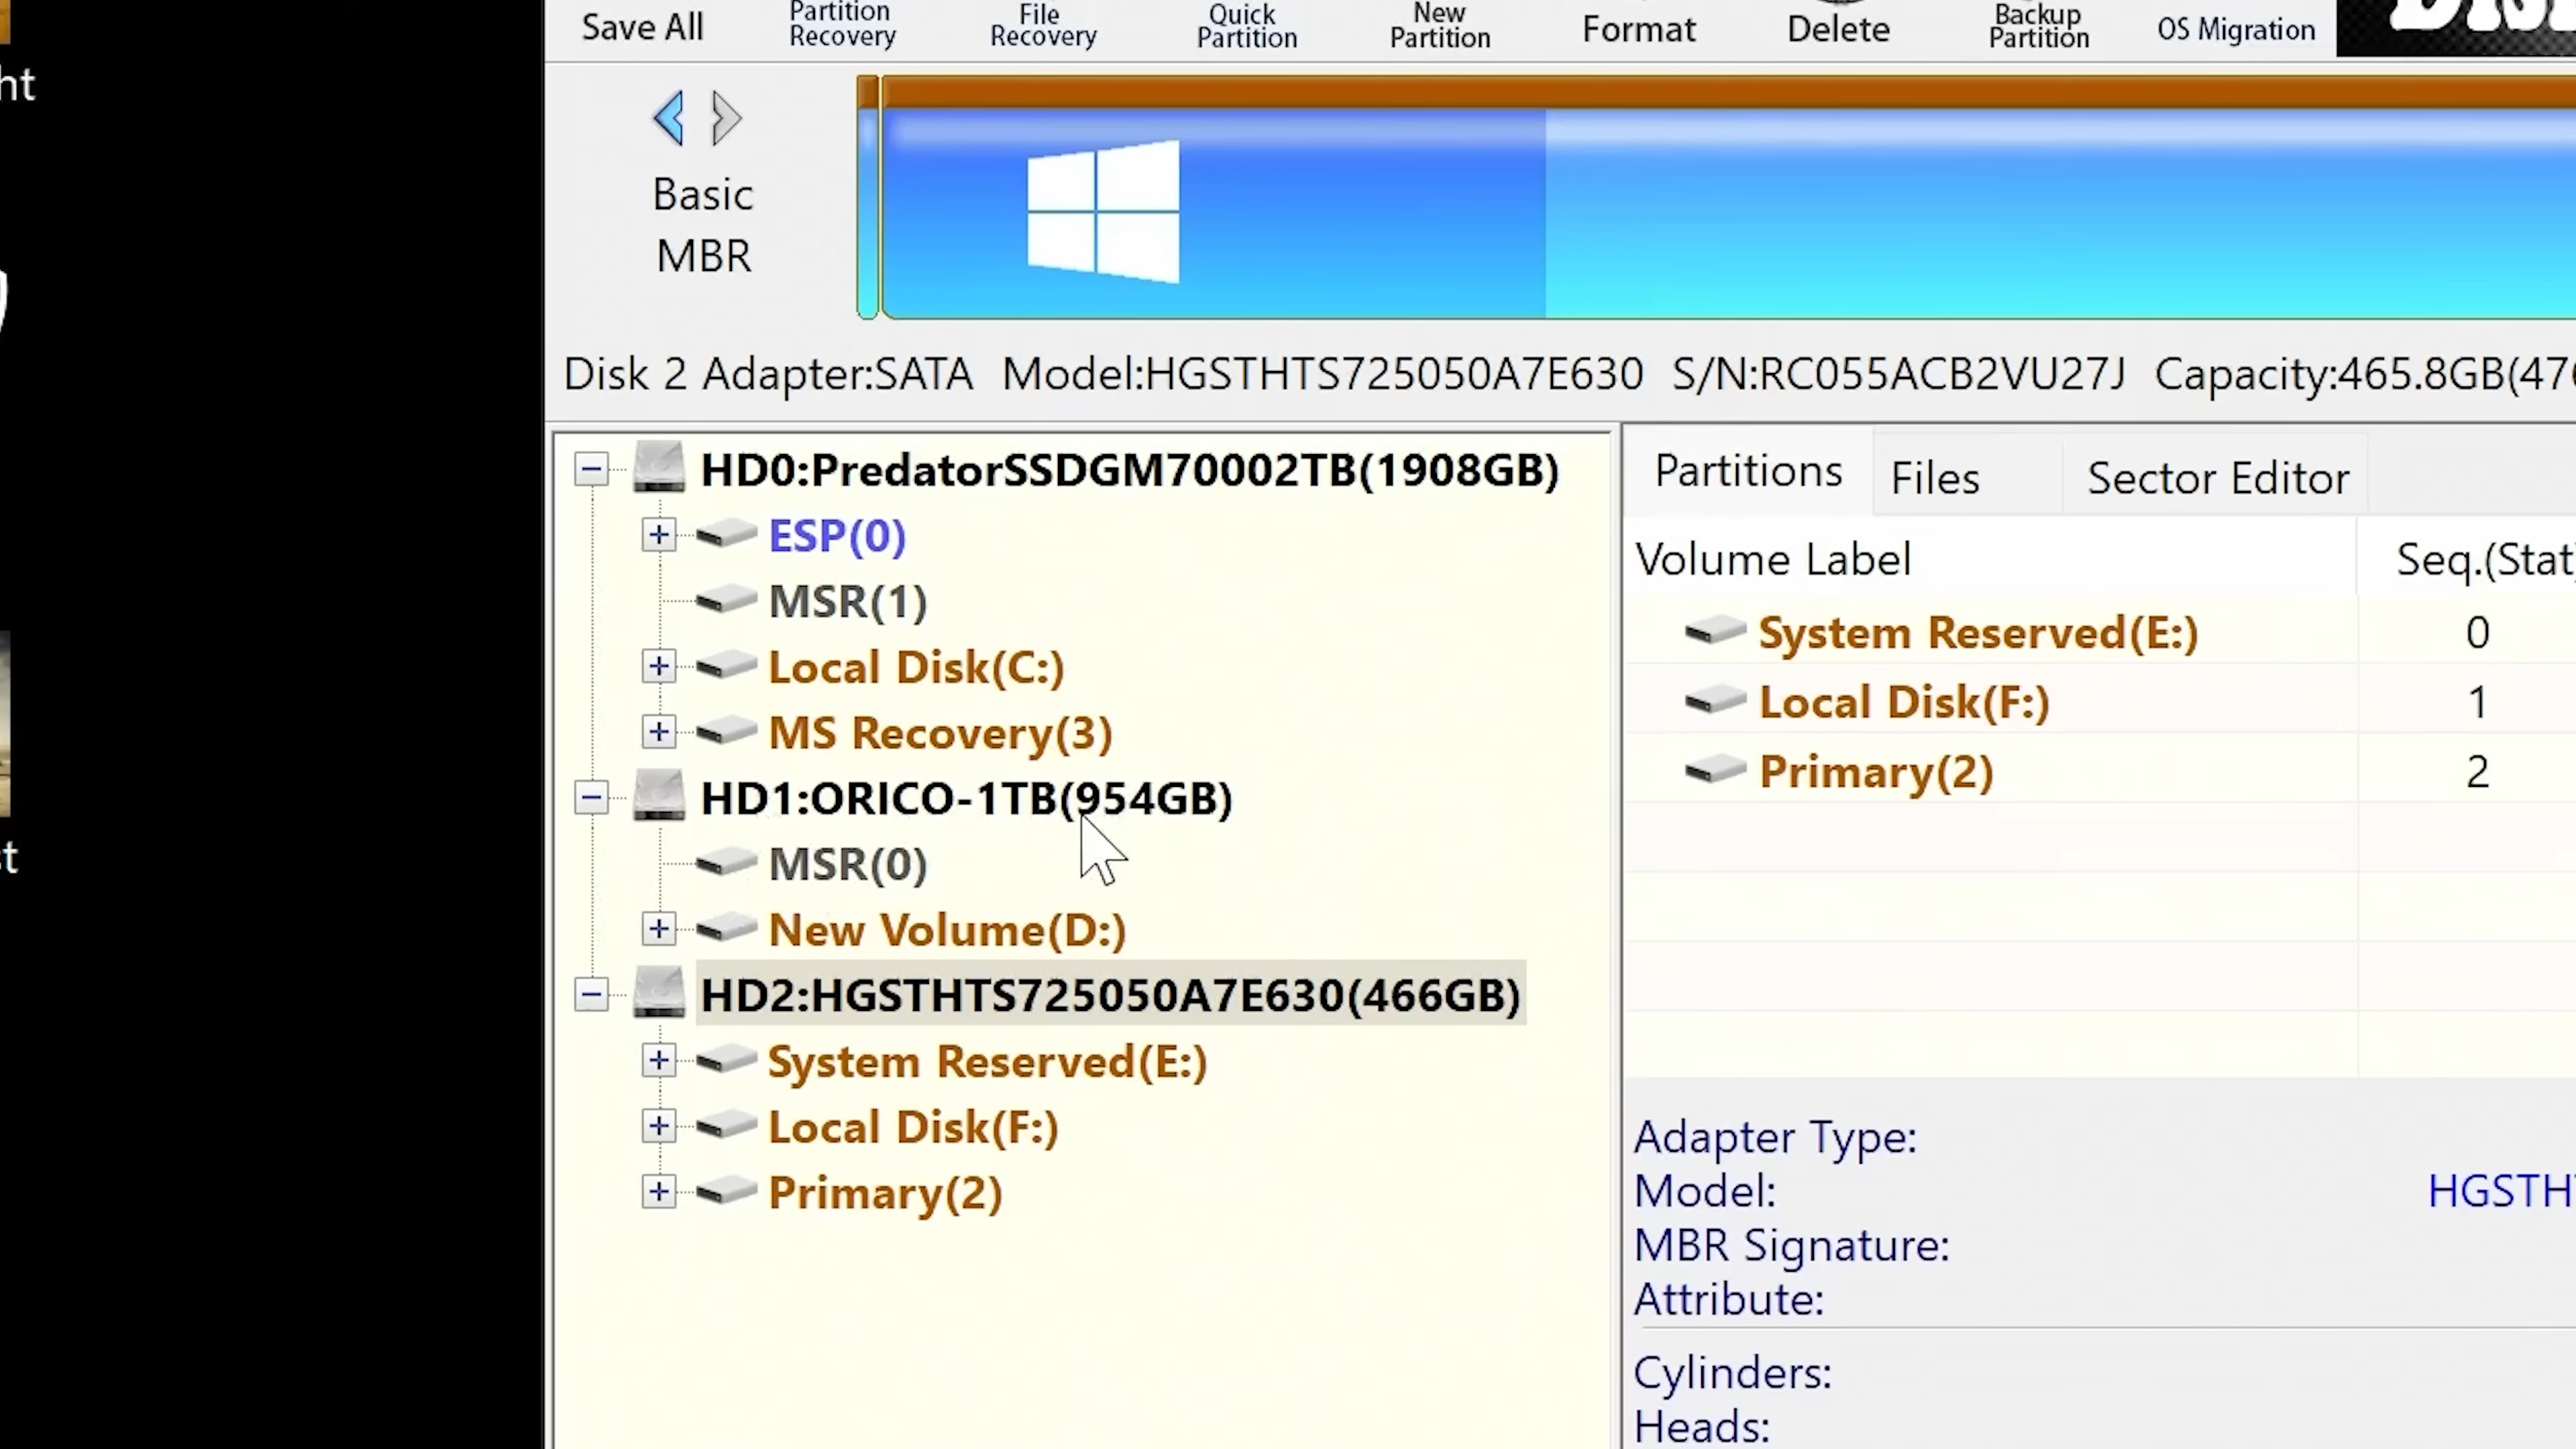 Save All
Partition
Recovery
File
Recovery
Quick
Partition
New
Partition
Format
Delete
Backup
Partition
OS Migration
ht
Basic
MBR
Disk 2 Adapter:SATA Model:HGSTHTS725050A7E630 S/N:RC055ACB2VU27J Capacity:465.8GB(476
HD0:PredatorSSDGM70002TB(1908GB)
ESP(0)
MSR(1)
Local Disk(C:)
MS Recovery(3)
HD1:ORICO-1TB(954GB)
MSR(0)
New Volume(D:)
HD2:HGSTHTS725050A7E630(466GB)
System Reserved(E:)
Local Disk(F:)
Primary(2)
st
Partitions
Files
Sector Editor
Volume Label Seq.(Stat
System Reserved(E:) 0
Local Disk(F:) 1
Primary(2) 2
Adapter Type:
Model: HGSTH
MBR Signature:
Attribute:
Cylinders:
Heads: